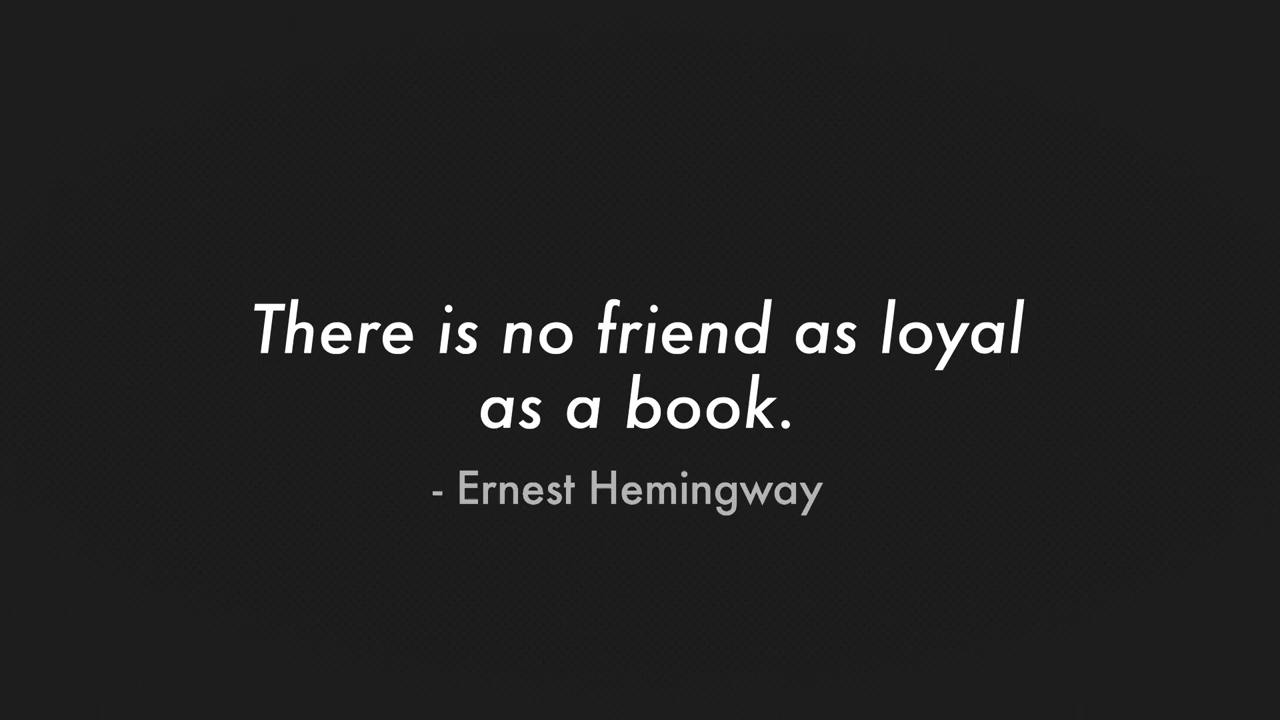 There is no friend as loyal
as a book.
- Ernest Hemingway